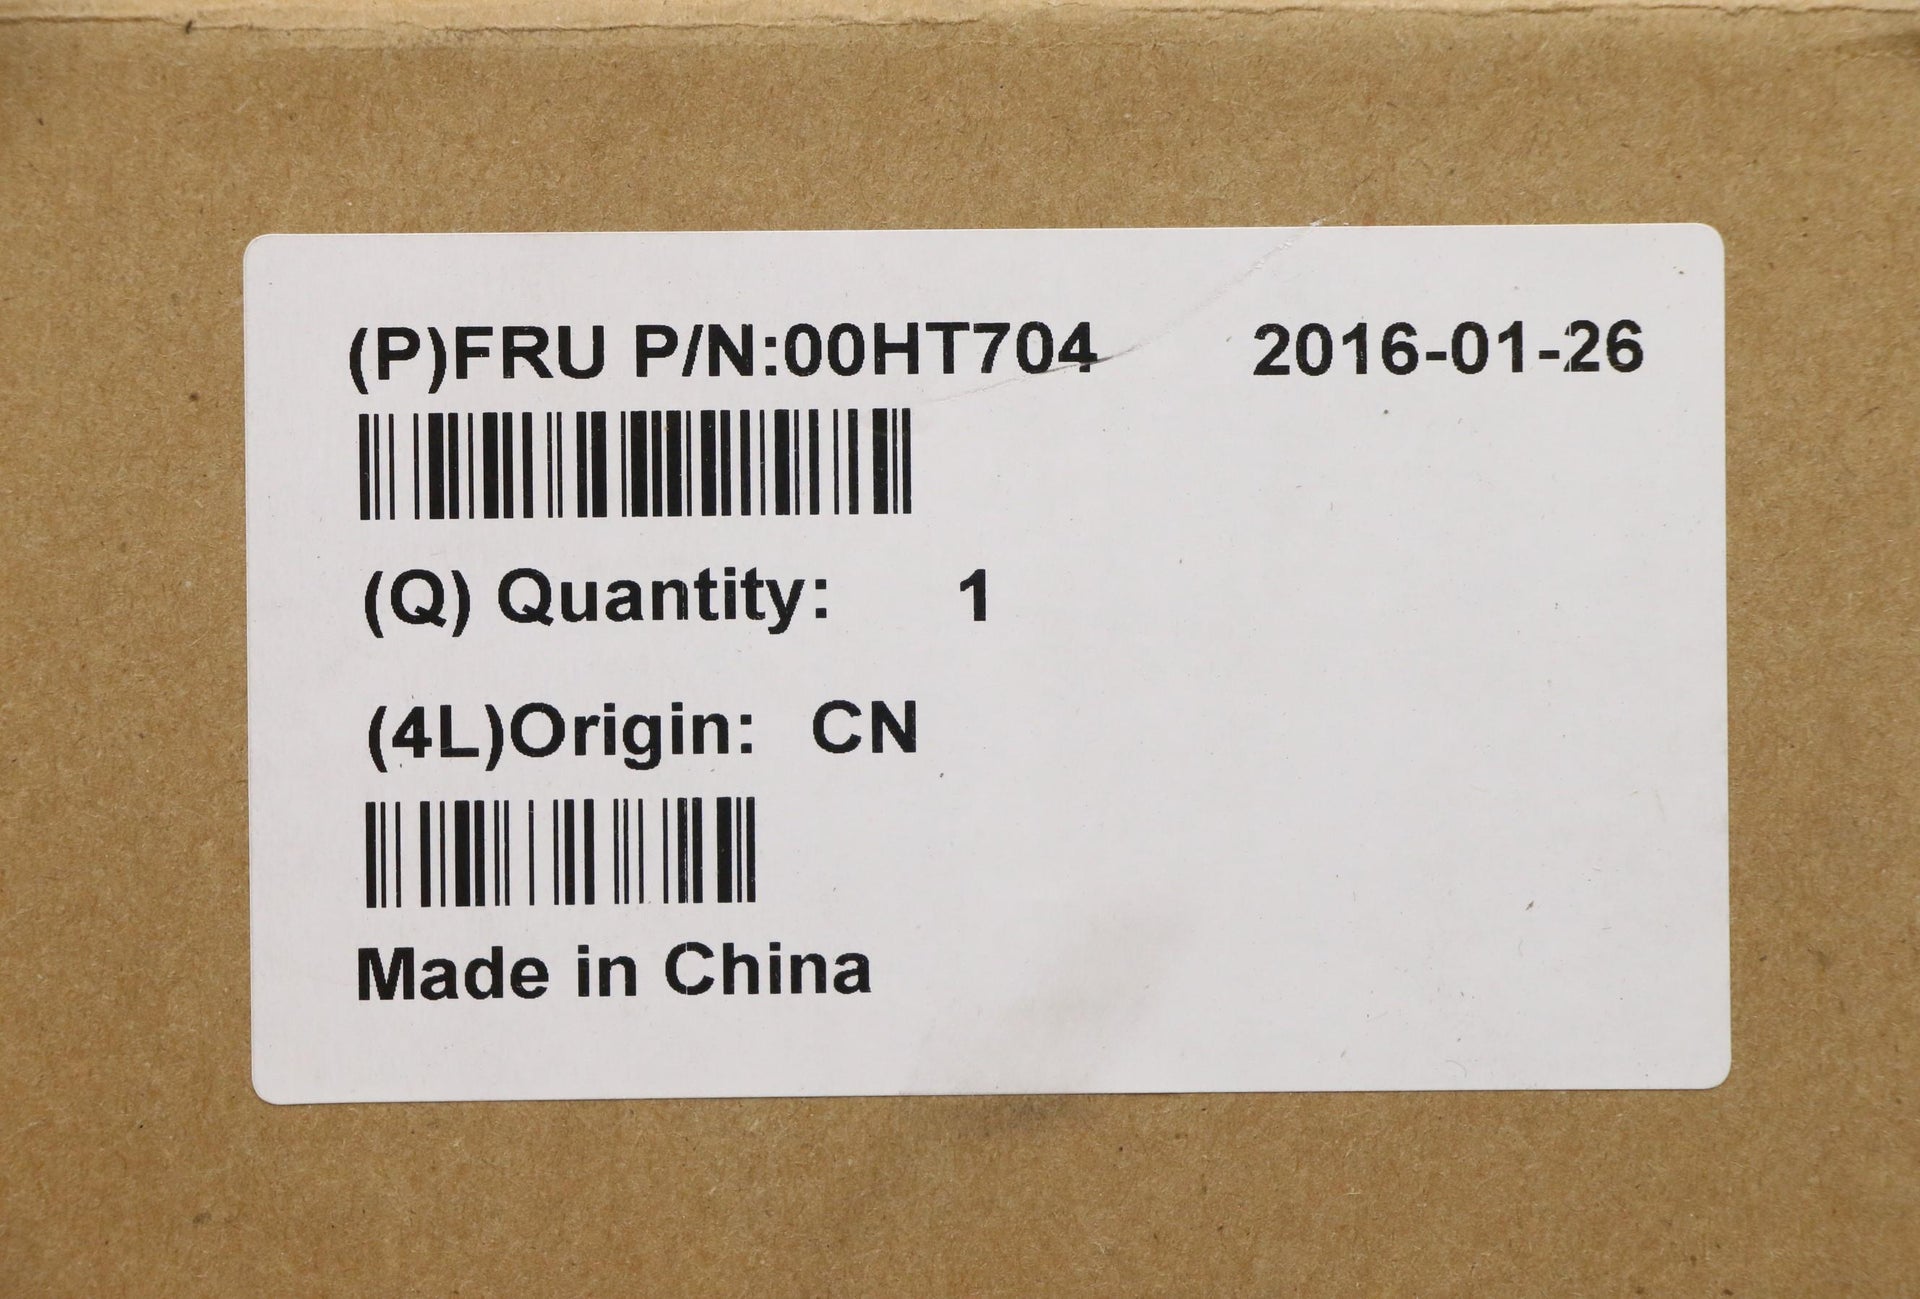 (P)FRU P/N:00HT704 2016-01-26
(Q) Quantity: 1
(4L)Origin: CN
Made in China